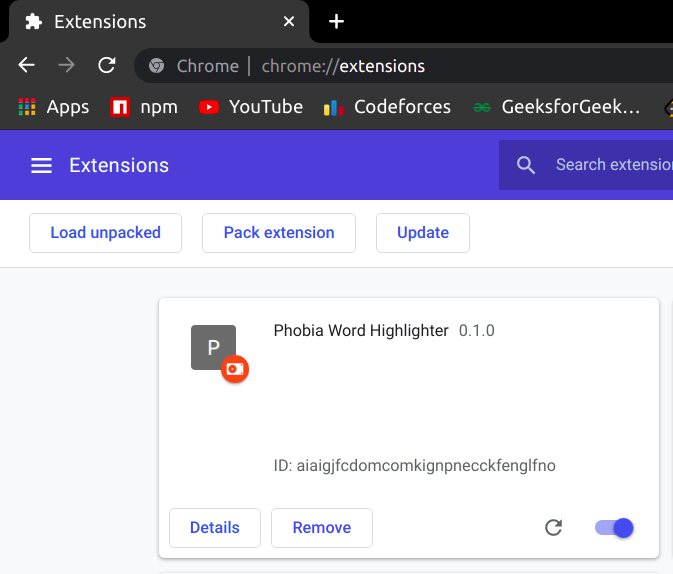 Extensions
Chrome | chrome://extensions
Apps npm YouTube Codeforces GeeksforGeek…
Extensions Search extension
Load unpacked Pack extension Update
P Phobia Word Highlighter 0.1.0
ID: aiaigjfcdomcomkignpnecckfenglfno
Details Remove